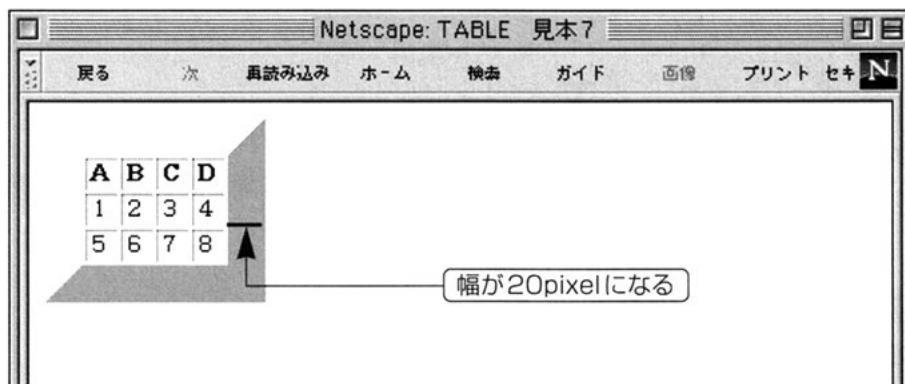 Netscape: TABLE 見本7
戻る 次 再読み込み ホーム 検索 ガイド 画像 プリント セキ N
A B C D
1 2 3 4
5 6 7 8
幅が20pixelになる